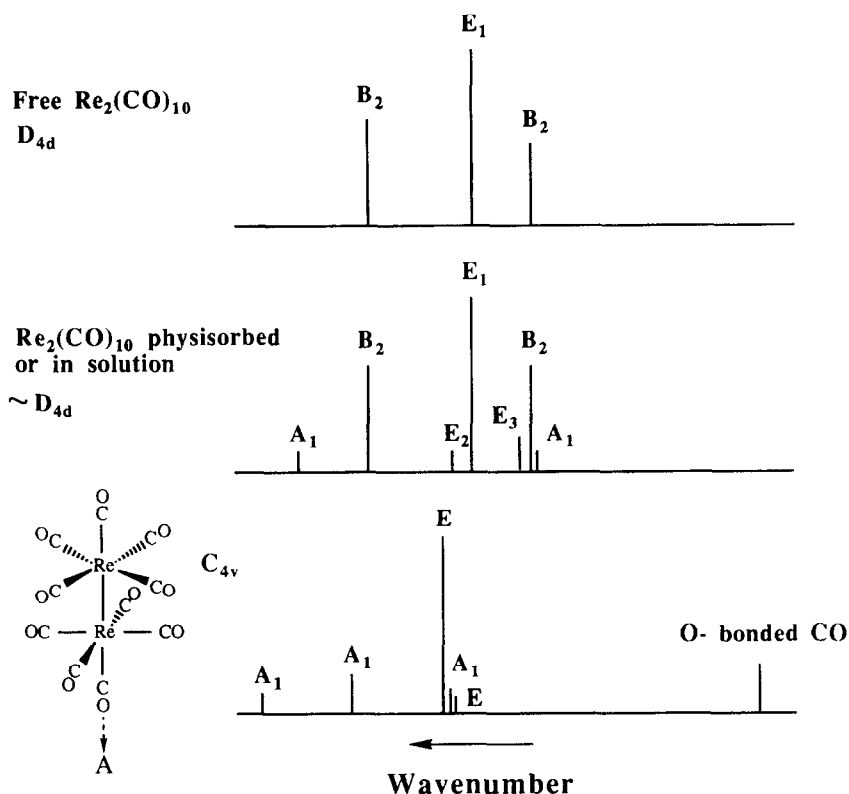 E₁
Free Re₂(CO)₁₀
B₂
B₂
D₄d
E₁
Re₂(CO)₁₀ physisorbed
or in solution
B₂
B₂
~ D₄d
A₁
E₂
E₃
A₁
O
C
OC
CO
Re
C₄v
OC
CO
CO
OC
Re
CO
C
O
C
O
A
E
A₁
A₁
A₁
E
O- bonded CO
Wavenumber